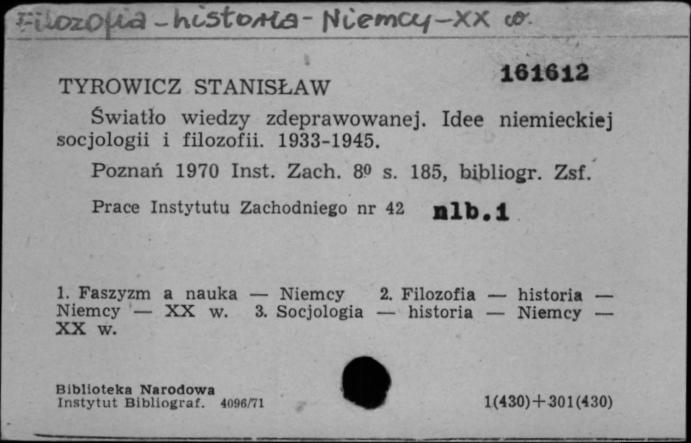 Filozofia - historia - Niemcy - XX w.
161612
TYROWICZ STANISŁAW
Światło wiedzy zdeprawowanej. Idee niemieckiej
socjologii i filozofii. 1933-1945.
Poznań 1970 Inst. Zach. 8⁰ s. 185, bibliogr. Zsf.
Prace Instytutu Zachodniego nr 42 nlb.1
1. Faszyzm a nauka — Niemcy 2. Filozofia — historia —
Niemcy — XX w. 3. Socjologia — historia — Niemcy —
XX w.
Biblioteka Narodowa
Instytut Bibliograf. 4096/71 1(430)+301(430)